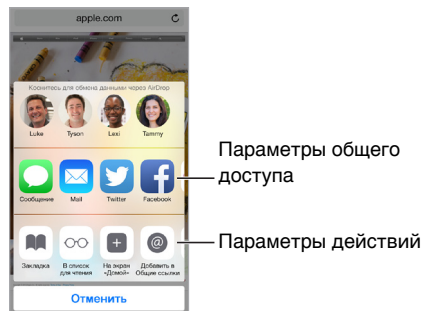 apple.com
Коснитесь для обмена данными через AirDrop
Luke Tyson Lexi Tammy
Параметры общего
доступа
Сообщение Mail Twitter Facebook
Параметры действий
Закладка В список На экран Добавить в
для чтения «Домой» Общие ссылки
Отменить